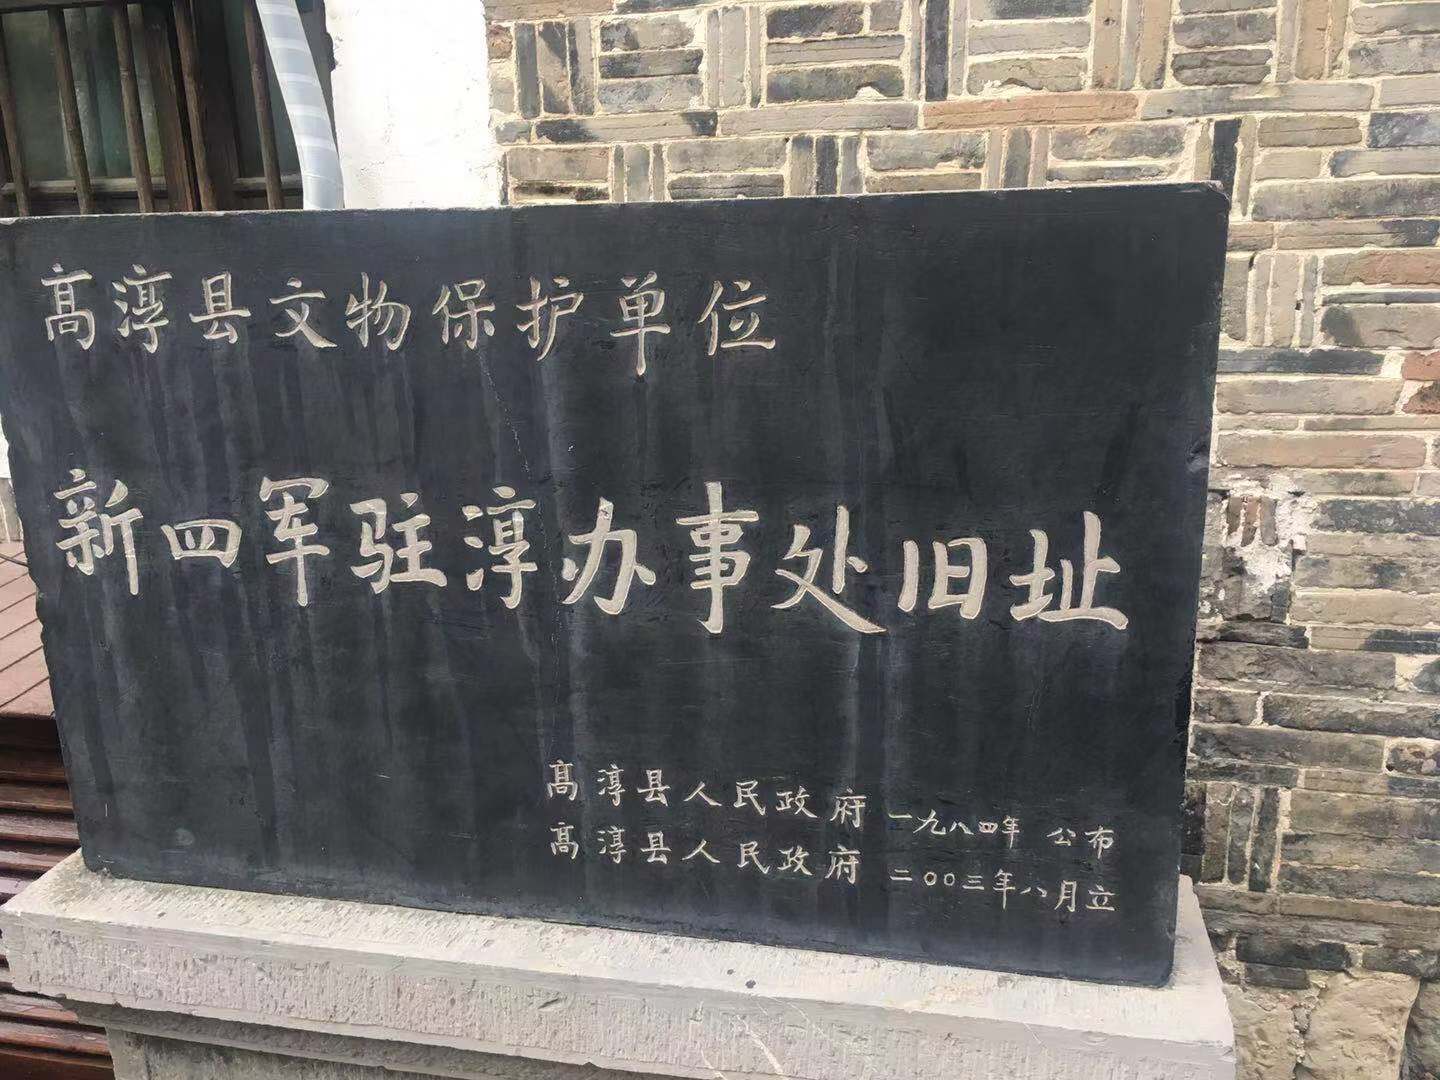 高淳县文物保护单位
新四军驻淳办事处旧址
高淳县人民政府 一九八四年 公布
高淳县人民政府 二〇〇三年八月立